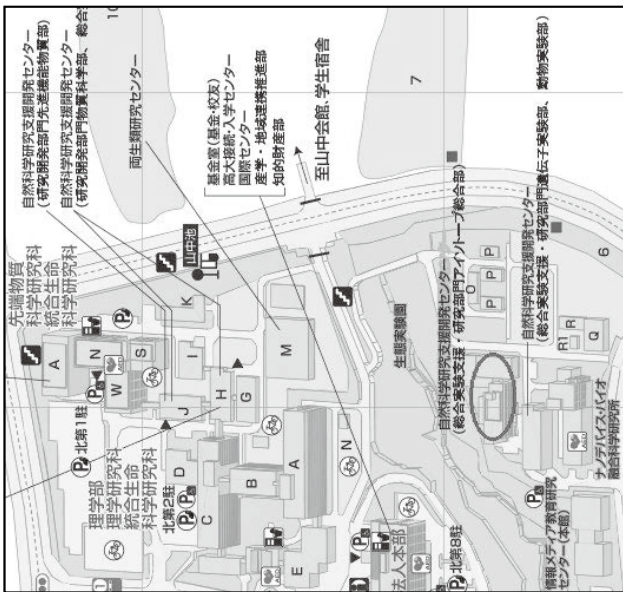 10
自然科学研究支援開発センター
(研究開発部門先進機能物質部)
自然科学研究支援開発センター
(研究開発部門物質科学部、総合
両生類研究センター
基金室(基金・校友)
高大接続・入学センター
国際センター
産学・地域連携推進部
知的財産部
至山中会館、学生宿舎
7
先端物質
科学研究科
統合生命
科学研究科
山中池
A
N
S
W
K
I
J
H
G
M
北第1駐
理学部
理学研究科
統合生命
科学研究科
北第2駐
D
C
B
A
E
N
生態実験園
自然科学研究支援開発センター
(総合実験支援・研究部門アイソトープ総合部)
自然科学研究支援開発センター
(総合実験支援・研究部門遺伝子実験部、動物実験部)
O
P
P
P
R
R1
Q
6
法人本部
北第8駐
情報メディア教育研究
センター(本館)
ナノデバイス・バイオ
融合科学研究所
AED
1